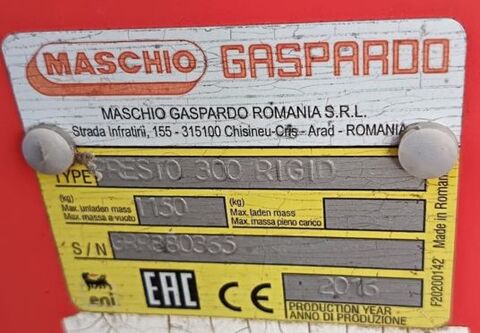 MASCHIO GASPARDO
MASCHIO GASPARDO ROMANIA S.R.L.
Strada Infratirii, 155 - 315100 Chisineu-Cris - Arad - ROMANIA
TYPE PRESTO 300 RIGID
(kg)
Max. unladen mass
Max. massa a vuoto
1150
(kg)
Max. laden mass
Max. massa pieno carico
S/N
eni
EAC
CE
PRODUCTION YEAR
ANNO DI PRODUZIONE
Made in Romania
F20200142